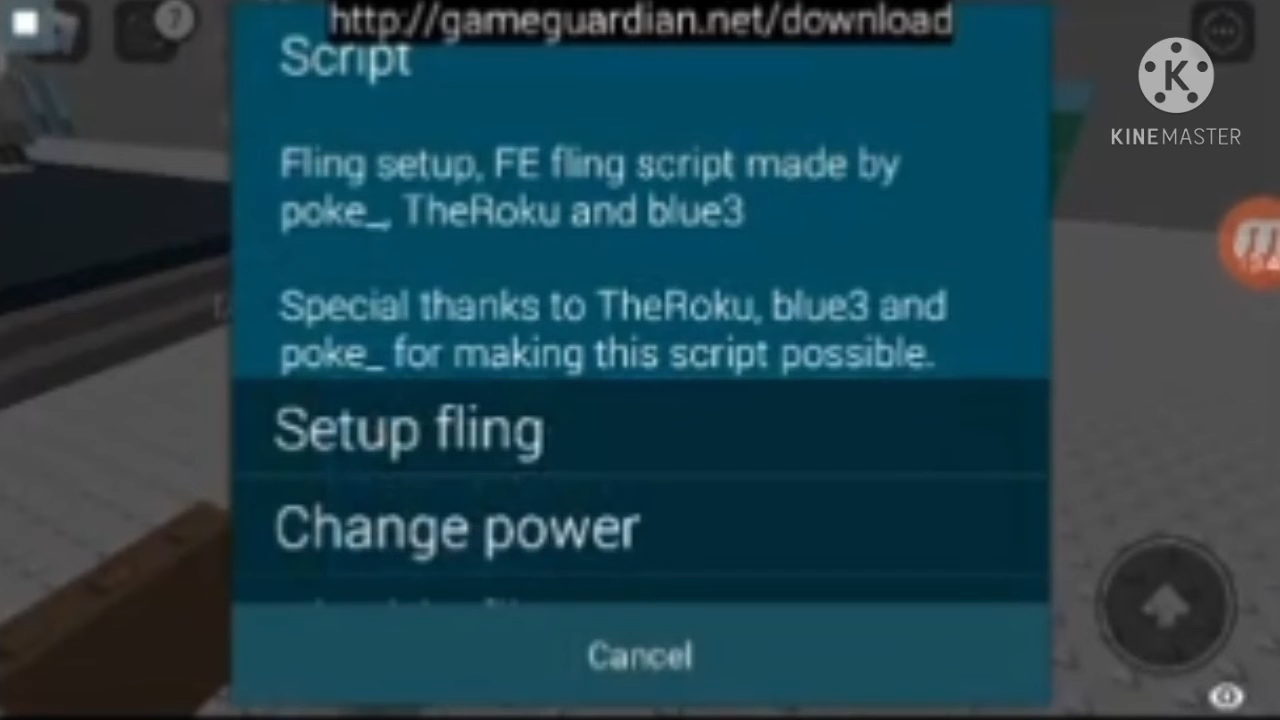 http://gameguardian.net/download
Script
7
K
KINEMASTER
Fling setup, FE fling script made by
poke_, TheRoku and blue3
Special thanks to TheRoku, blue3 and
poke_ for making this script possible.
Setup fling
Change power
Cancel